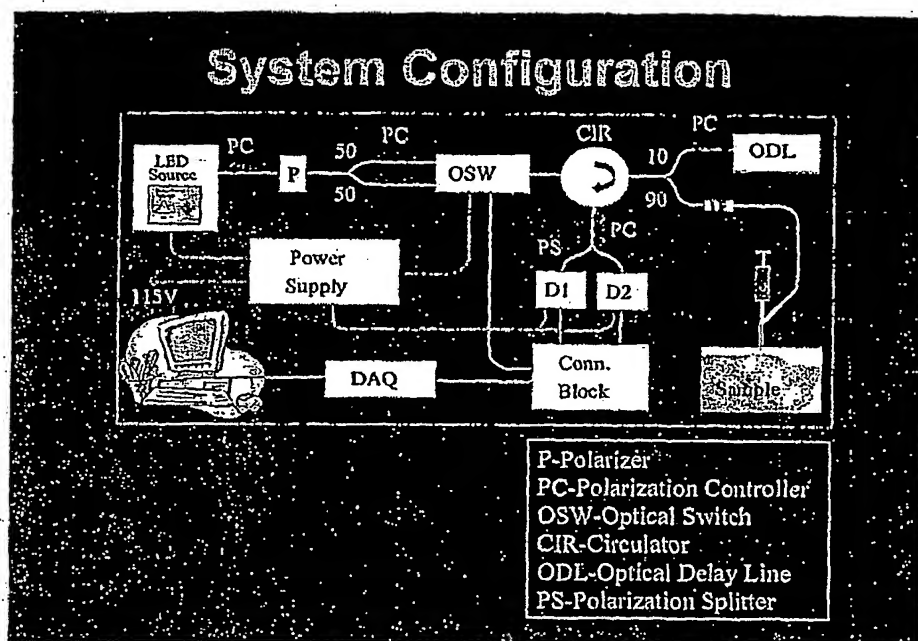 System Configuration
LED
Source
PC
P
50
50
PC
OSW
CIR
10
90
PC
ODL
Power
Supply
115V
PS
PC
D1
D2
DAQ
Conn.
Block
Sample
P-Polarizer
PC-Polarization Controller
OSW-Optical Switch
CIR-Circulator
ODL-Optical Delay Line
PS-Polarization Splitter